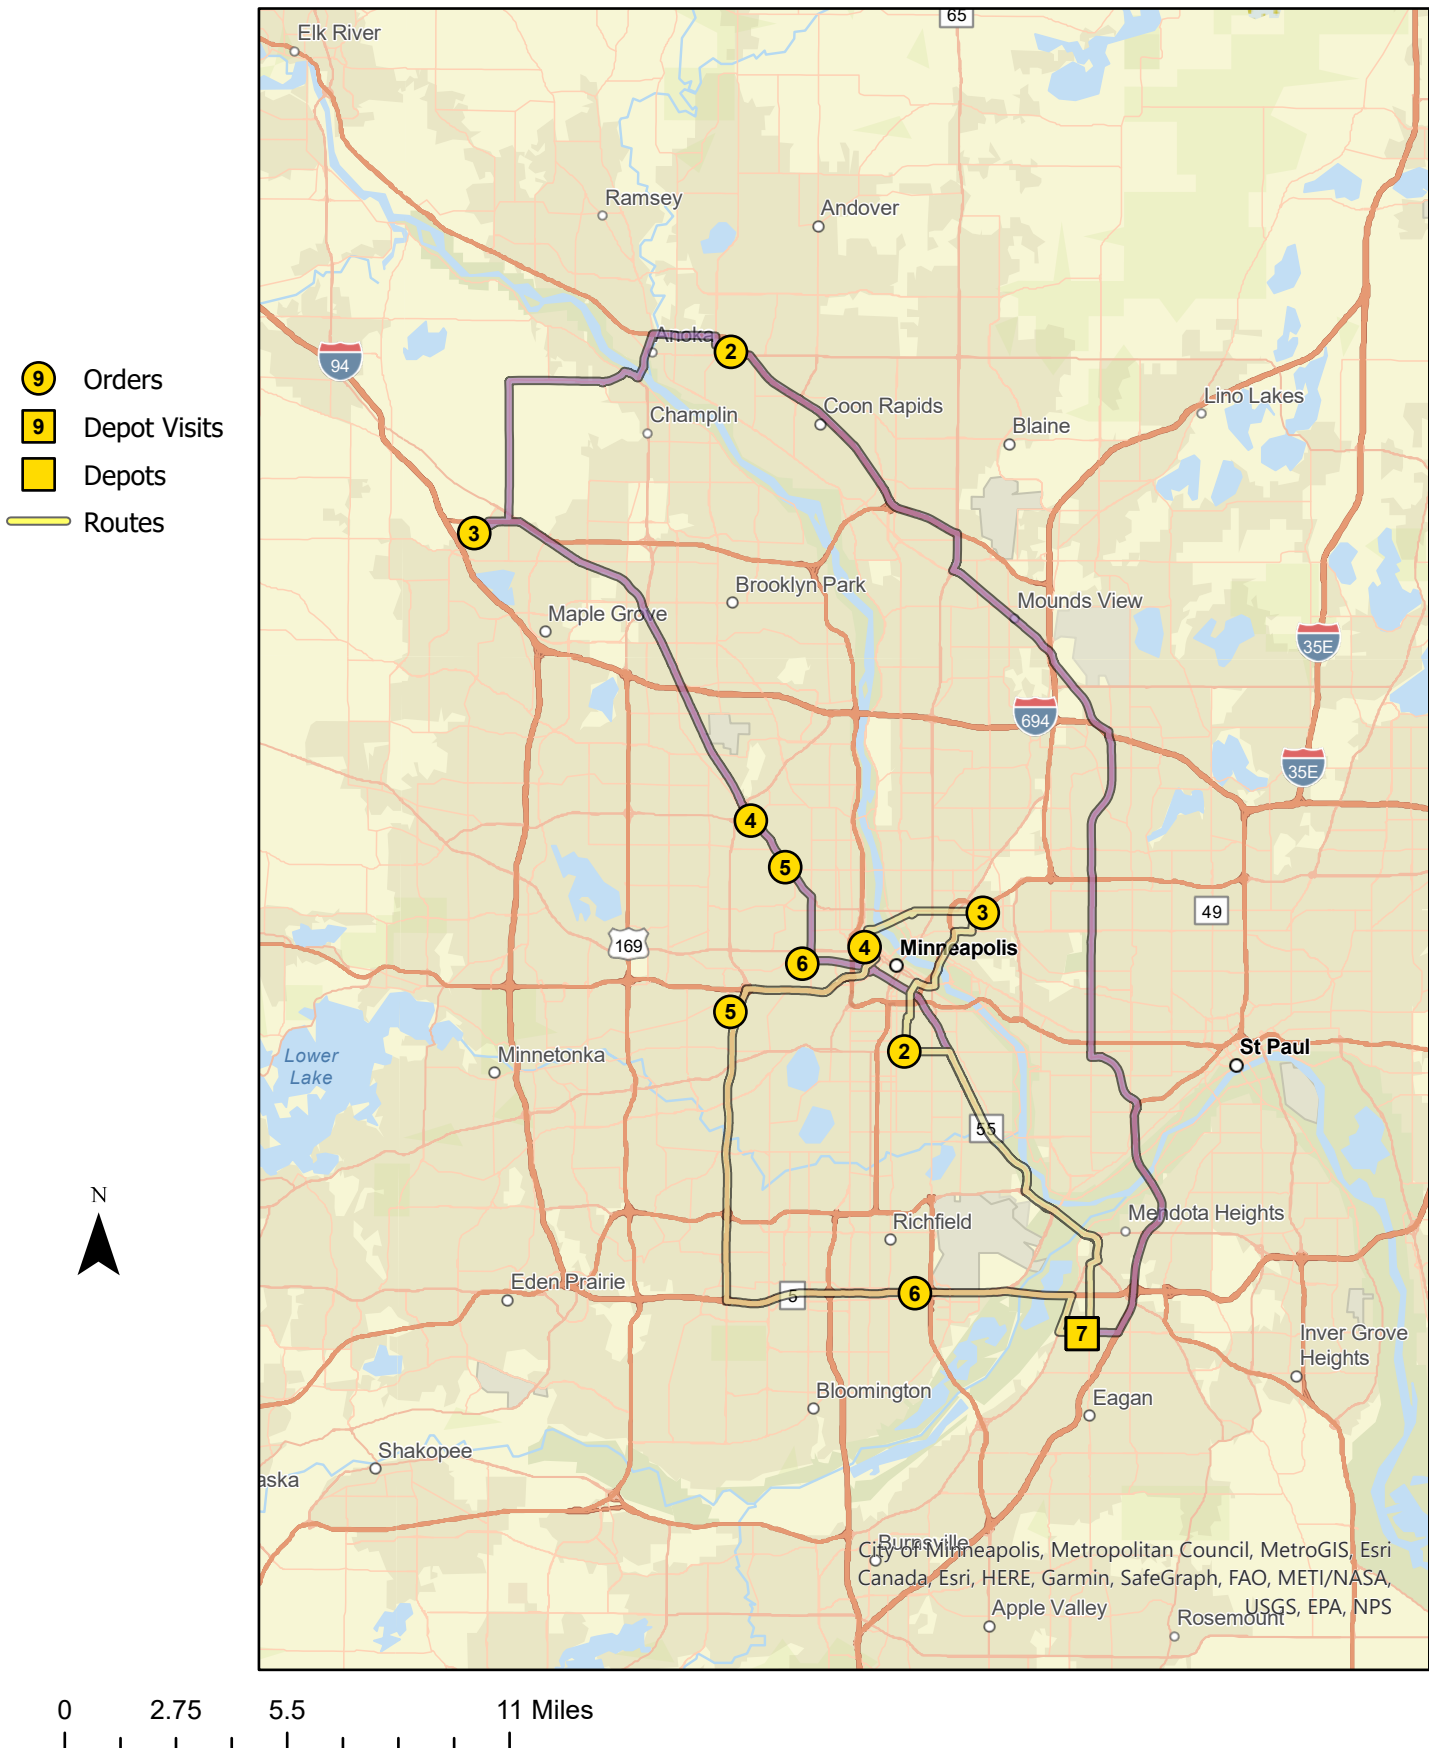 65
Elk River
Ramsey
Andover
Anoka
2
94
9 Orders
9 Depot Visits
Depots
Routes
Lino Lakes
Coon Rapids
Champlin
Blaine
3
Brooklyn Park
Mounds View
Maple Grove
35E
694
35E
4
5
3
49
169
4
Minneapolis
6
5
Lower
Lake
Minnetonka
2
St Paul
55
N
Richfield
Mendota Heights
Eden Prairie
5
6
7
Inver Grove
Heights
Bloomington
Eagan
Shakopee
aska
Burnsville
City of Minneapolis, Metropolitan Council, MetroGIS, Esri
Canada, Esri, HERE, Garmin, SafeGraph, FAO, METI/NASA,
USGS, EPA, NPS
Apple Valley
Rosemount
0 2.75 5.5 11 Miles